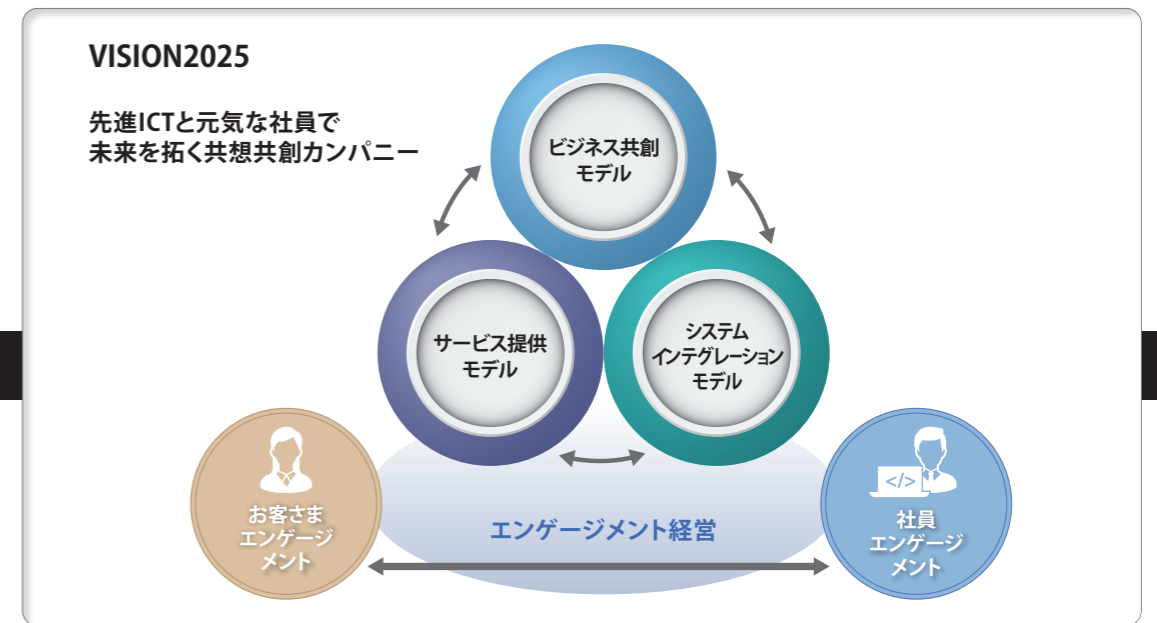 VISION2025
先進ICTと元気な社員で
未来を拓く共想共創カンパニー
ビジネス共創
モデル
サービス提供
モデル
システム
インテグレーション
モデル
お客さま
エンゲージ
メント
エンゲージメント経営
</>
社員
エンゲージ
メント